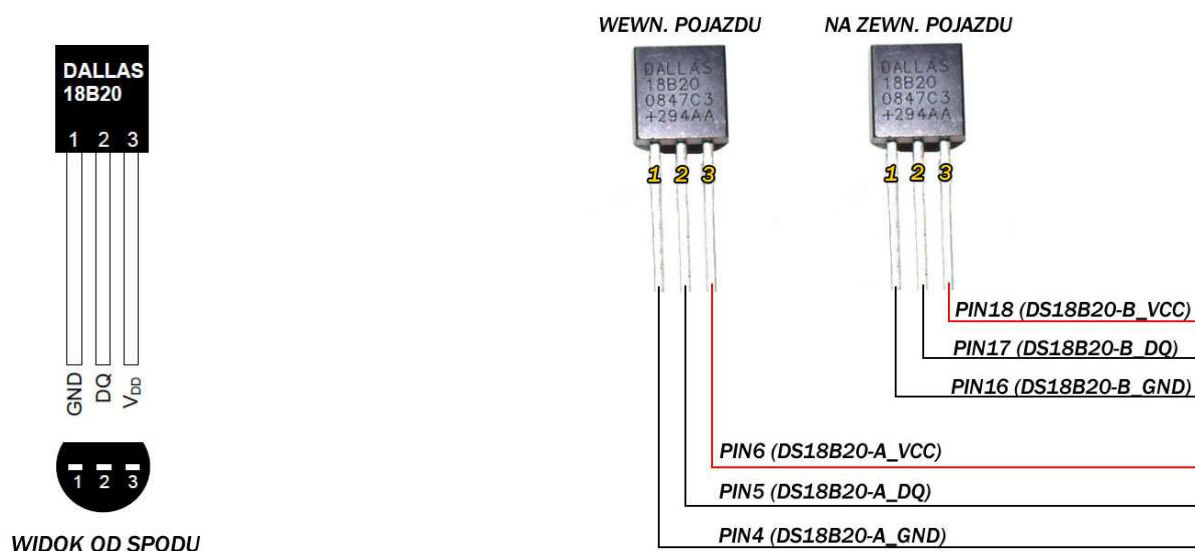 DALLAS
18B20
1 2 3
GND DQ VDD
1 2 3
WIDOK OD SPODU
WEWN. POJAZDU
DALLAS
18B20
0847C3
+294AA
1 2 3
NA ZEWN. POJAZDU
DALLAS
18B20
0847C3
+294AA
1 2 3
PIN18 (DS18B20-B_VCC)
PIN17 (DS18B20-B_DQ)
PIN16 (DS18B20-B_GND)
PIN6 (DS18B20-A_VCC)
PIN5 (DS18B20-A_DQ)
PIN4 (DS18B20-A_GND)